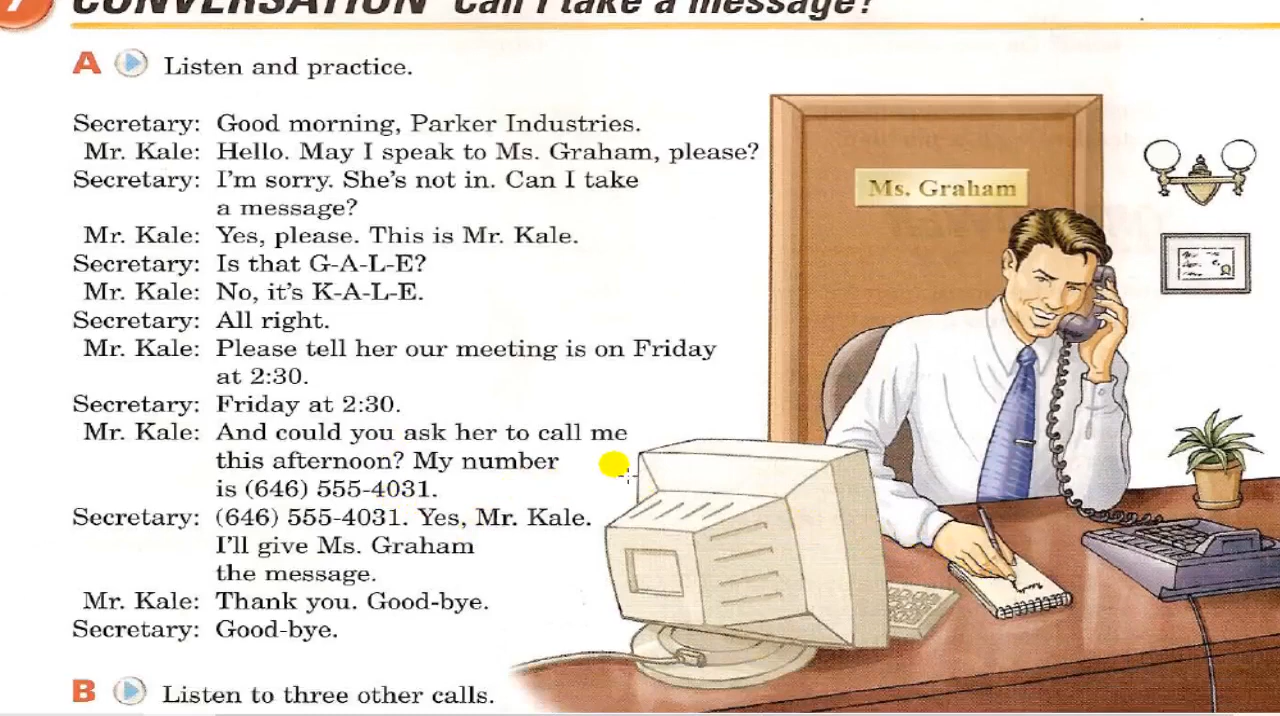 7 CONVERSATION Can I take a message?
A Listen and practice.
Secretary: Good morning, Parker Industries.
Mr. Kale: Hello. May I speak to Ms. Graham, please?
Secretary: I'm sorry. She's not in. Can I take
a message?
Mr. Kale: Yes, please. This is Mr. Kale.
Secretary: Is that G-A-L-E?
Mr. Kale: No, it's K-A-L-E.
Secretary: All right.
Mr. Kale: Please tell her our meeting is on Friday
at 2:30.
Secretary: Friday at 2:30.
Mr. Kale: And could you ask her to call me
this afternoon? My number
is (646) 555-4031.
Secretary: (646) 555-4031. Yes, Mr. Kale.
I'll give Ms. Graham
the message.
Mr. Kale: Thank you. Good-bye.
Secretary: Good-bye.
B Listen to three other calls.
Ms. Graham